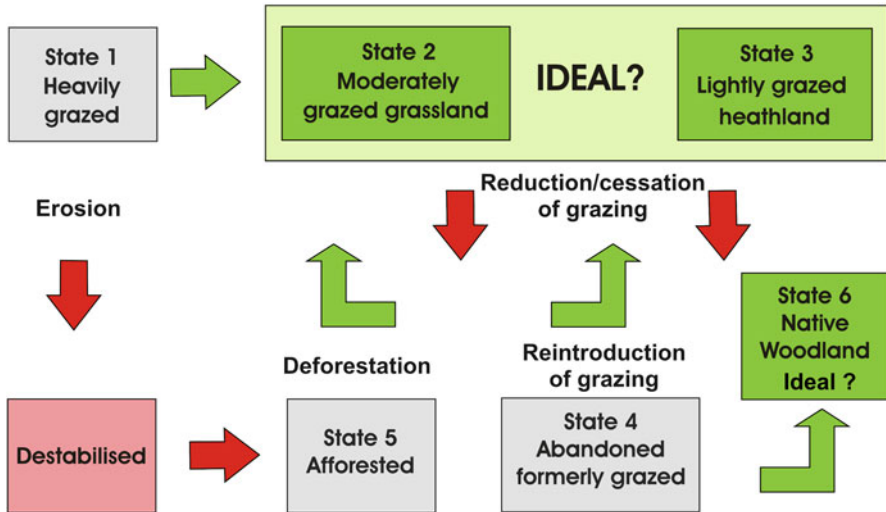 State 1
Heavily
grazed
State 2
Moderately
grazed grassland
IDEAL?
State 3
Lightly grazed
heathland
Reduction/cessation
of grazing
Erosion
State 6
Native
Woodland
Ideal ?
Deforestation
Reintroduction
of grazing
Destabilised
State 5
Afforested
State 4
Abandoned
formerly grazed